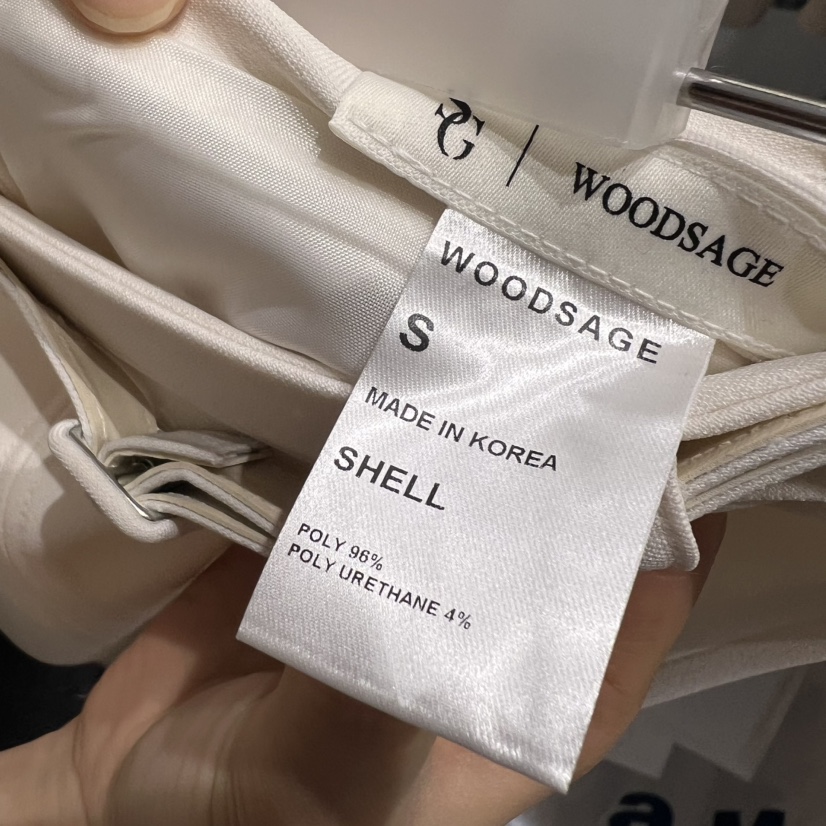 SG | WOODSAGE
WOODSAGE
S
MADE IN KOREA
SHELL
POLY 96%
POLY URETHANE 4%